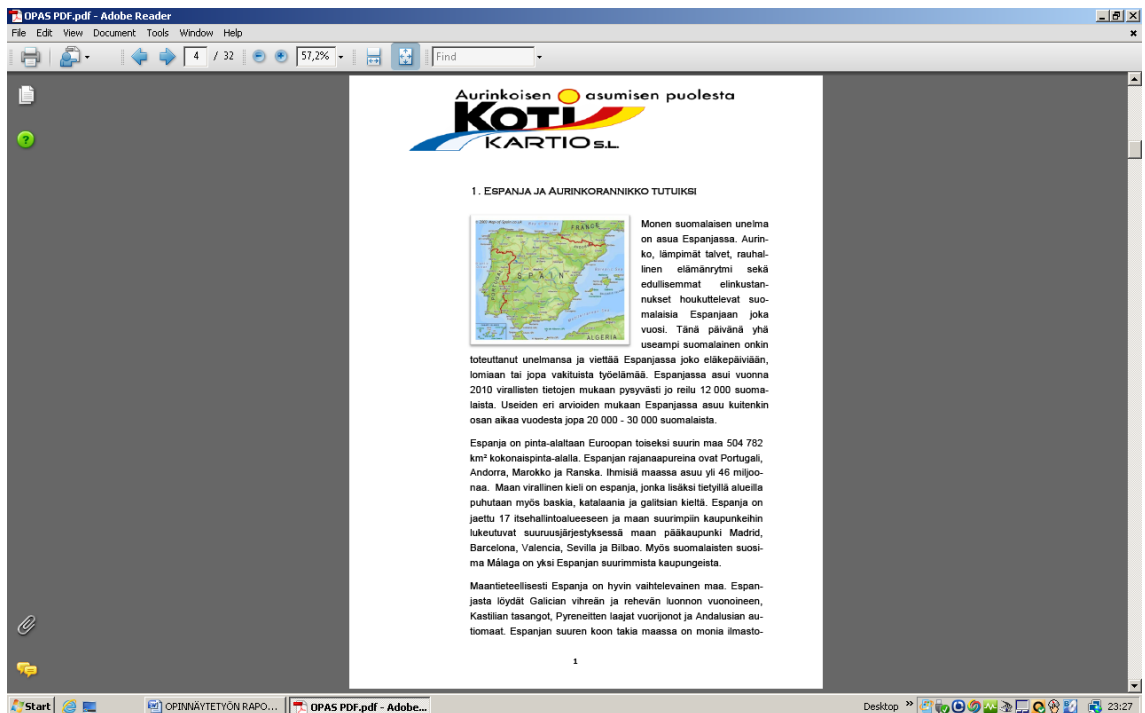 OPAS PDF.pdf - Adobe Reader
File Edit View Document Tools Window Help
4 / 32 57,2% Find
Aurinkoisen asumisen puolesta
KOTI
KARTIO S.L.
1. ESPANJA JA AURINKORANNIKKO TUTUIKSI
FRANCE
SPAIN
PORTUGAL
ALGERIA
Monen suomalaisen unelma
on asua Espanjassa. Aurin-
ko, lämpimät talvet, rauhal-
linen elämänrytmi sekä
edullisemmat elinkustan-
nukset houkuttelevat suo-
malaisia Espanjaan joka
vuosi. Tänä päivänä yhä
useampi suomalainen onkin
toteuttanut unelmansa ja viettää Espanjassa joko eläkepäiviään,
lomiaan tai jopa vakituista työelämää. Espanjassa asui vuonna
2010 virallisten tietojen mukaan pysyvästi jo reilu 12 000 suoma-
laista. Useiden eri arvioiden mukaan Espanjassa asuu kuitenkin
osan aikaa vuodesta jopa 20 000 - 30 000 suomalaista.
Espanja on pinta-alaltaan Euroopan toiseksi suurin maa 504 782
km² kokonaispinta-alalla. Espanjan rajanaapureina ovat Portugali,
Andorra, Marokko ja Ranska. Ihmisiä maassa asuu yli 46 miljoo-
naa. Maan virallinen kieli on espanja, jonka lisäksi tietyillä alueilla
puhutaan myös baskia, katalaania ja galitsian kieltä. Espanja on
jaettu 17 itsehallintoalueeseen ja maan suurimpiin kaupunkeihin
lukeutuvat suuruusjärjestyksessä maan pääkaupunki Madrid,
Barcelona, Valencia, Sevilla ja Bilbao. Myös suomalaisten suosi-
ma Málaga on yksi Espanjan suurimmista kaupungeista.
Maantieteellisesti Espanja on hyvin vaihtelevainen maa. Espan-
jasta löydät Galician vihreän ja rehevän luonnon vuonoineen,
Kastilian tasangot, Pyreneitten laajat vuorijonot ja Andalusian au-
tiomaat. Espanjan suuren koon takia maassa on monia ilmasto-
1
Start OPINNÄYTETYÖN RAPO... OPAS PDF.pdf - Adobe... Desktop » 23:27